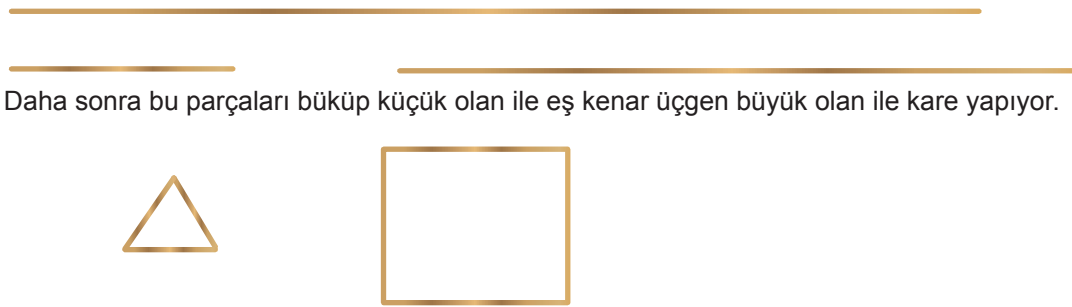 Daha sonra bu parçaları büküp küçük olan ile eş kenar üçgen büyük olan ile kare yapıyor.